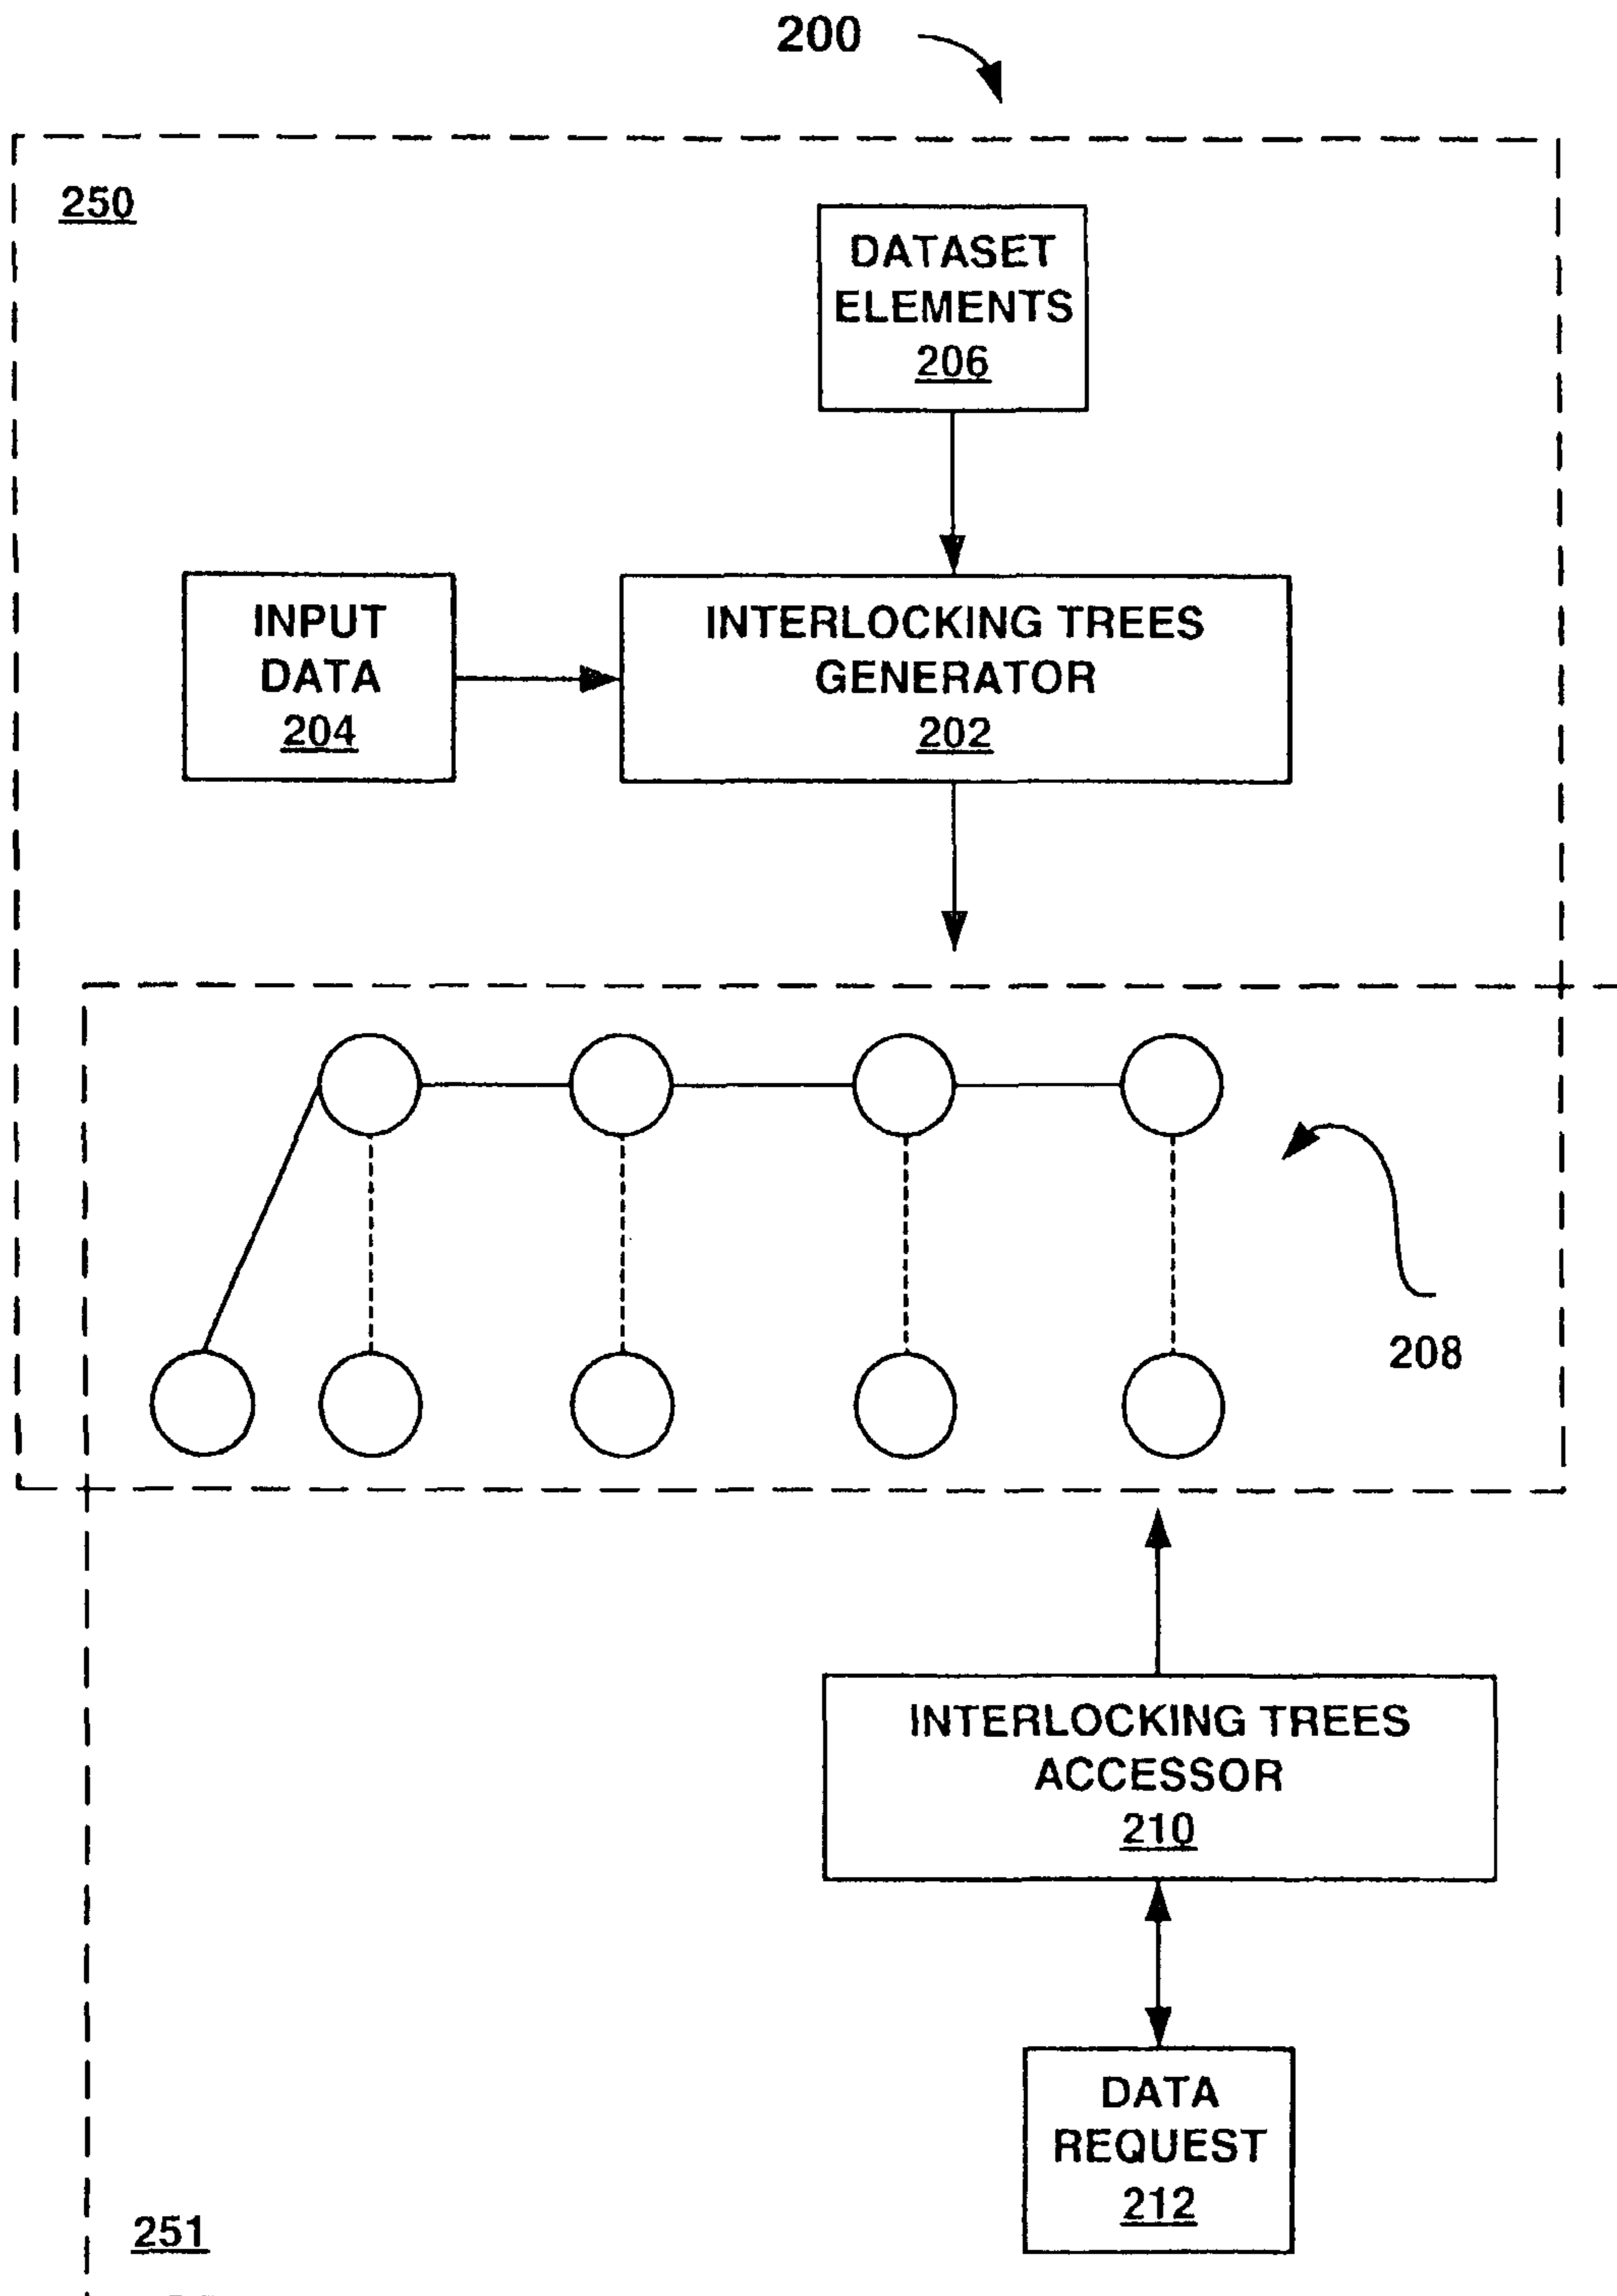 200
250
DATASET
ELEMENTS
206
INPUT
DATA
204
INTERLOCKING TREES
GENERATOR
202
208
INTERLOCKING TREES
ACCESSOR
210
DATA
REQUEST
212
251